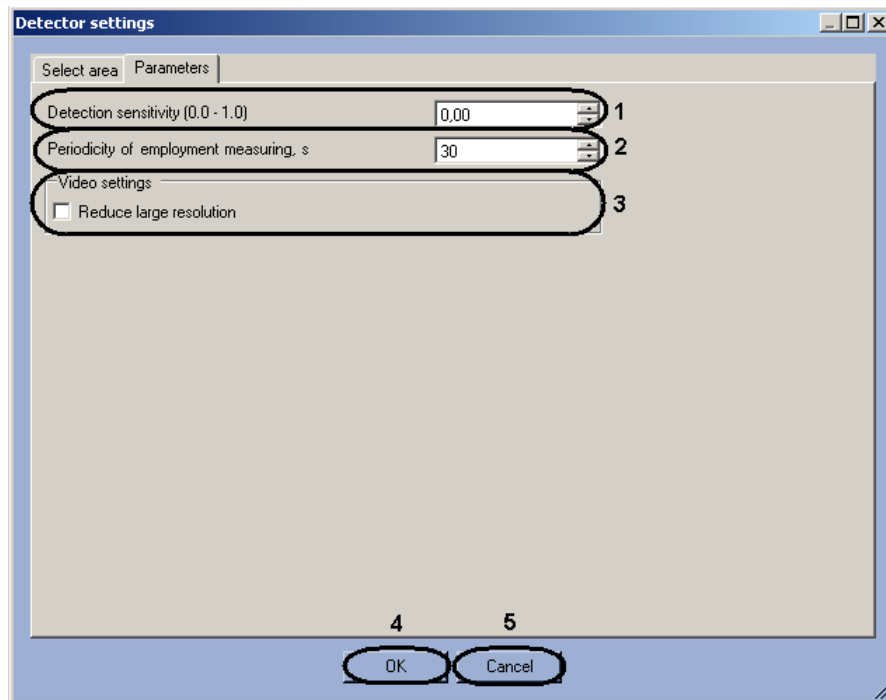 Detector settings
Select area Parameters
Detection sensitivity (0.0 - 1.0) 0,00 1
Periodicity of employment measuring, s 30 2
Video settings
Reduce large resolution 3
4 5
OK Cancel